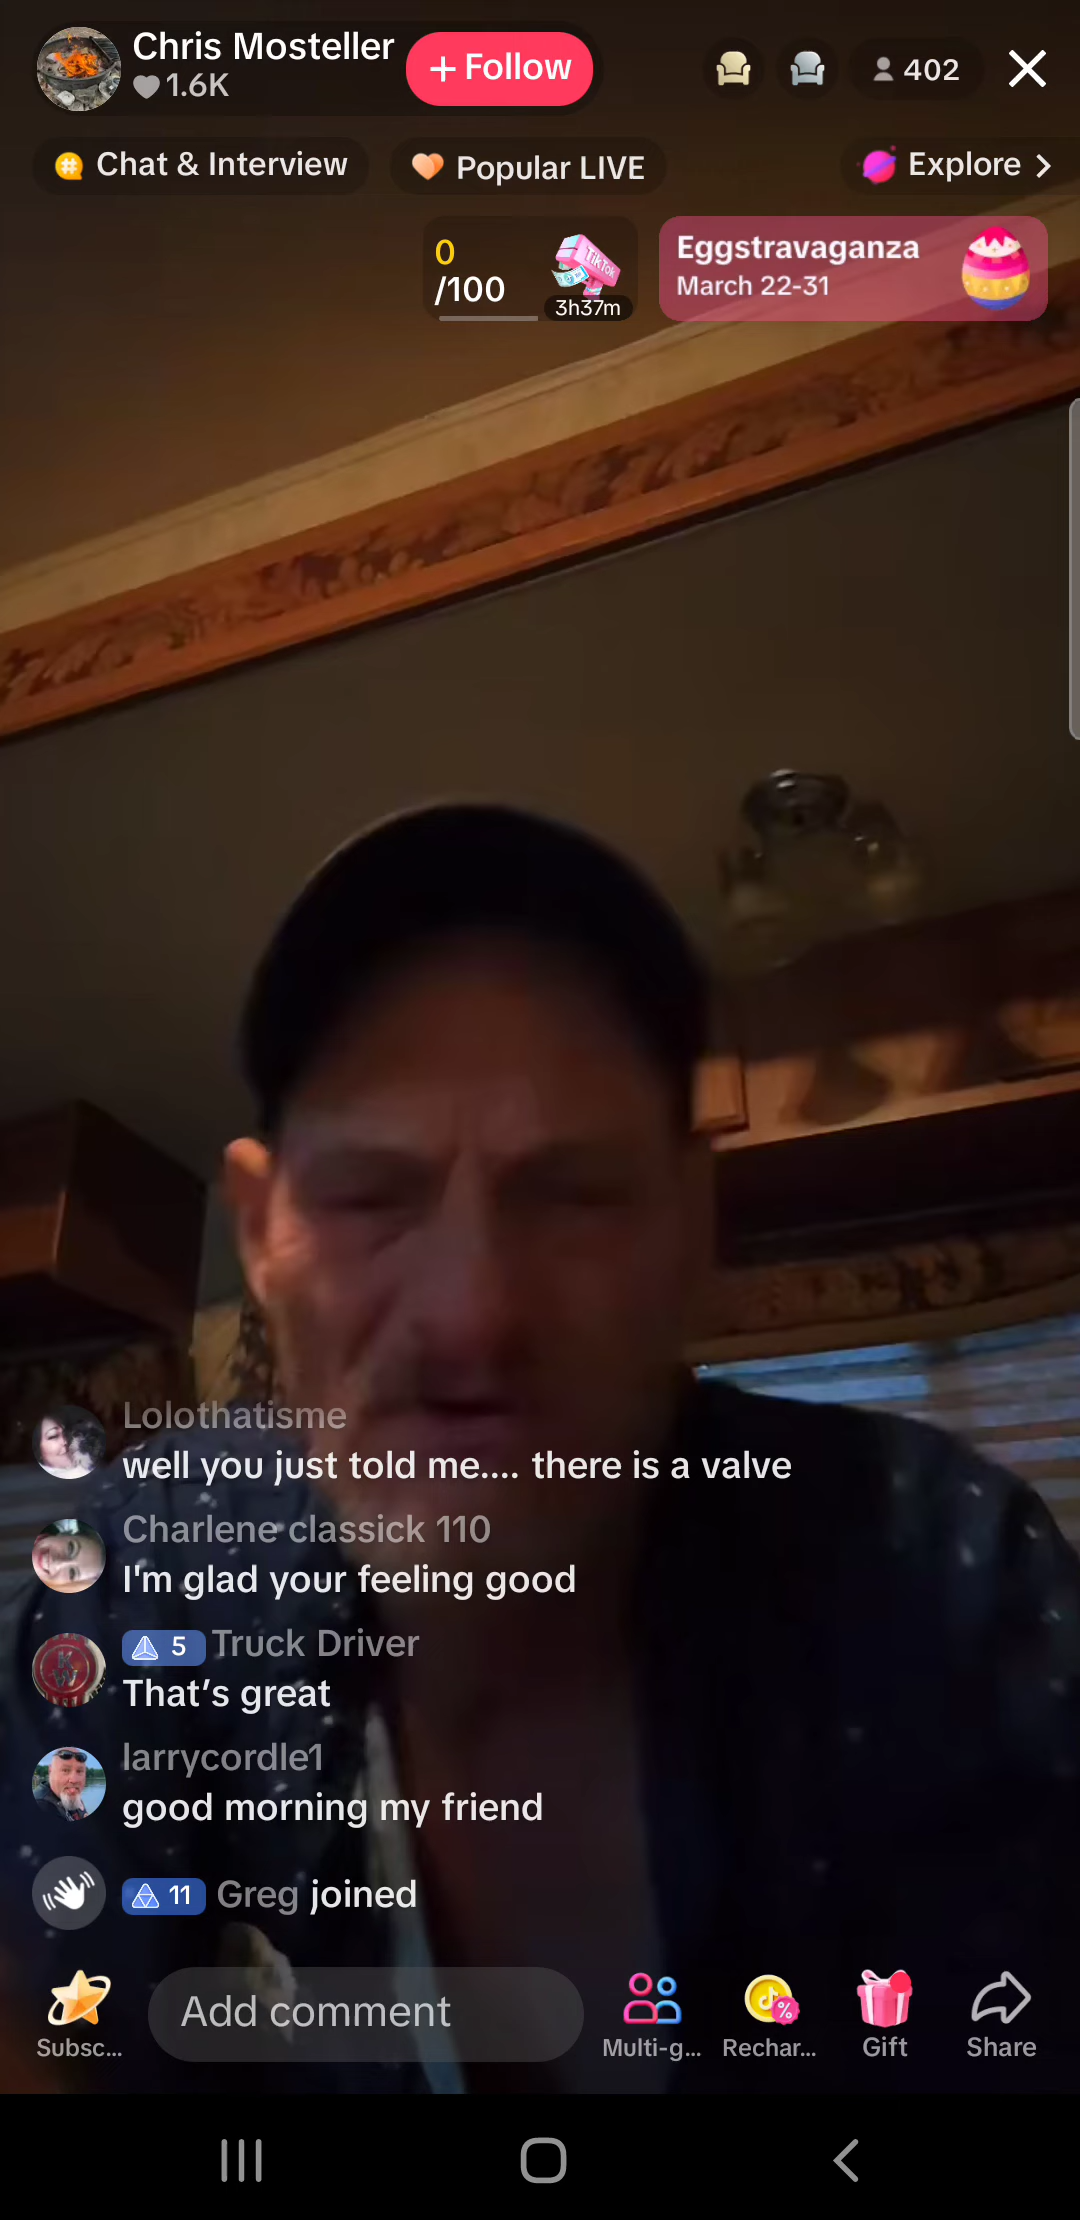 Chris Mosteller
1.6K
+ Follow
402
Chat & Interview
Popular LIVE
Explore >
0
/100
TikTok
3h37m
Eggstravaganza
March 22-31
Lolothatisme
well you just told me.... there is a valve
Charlene classick 110
I'm glad your feeling good
5 Truck Driver
That's great
larrycordle1
good morning my friend
11 Greg joined
Add comment
Subsc...
Multi-g...
Rechar...
Gift
Share